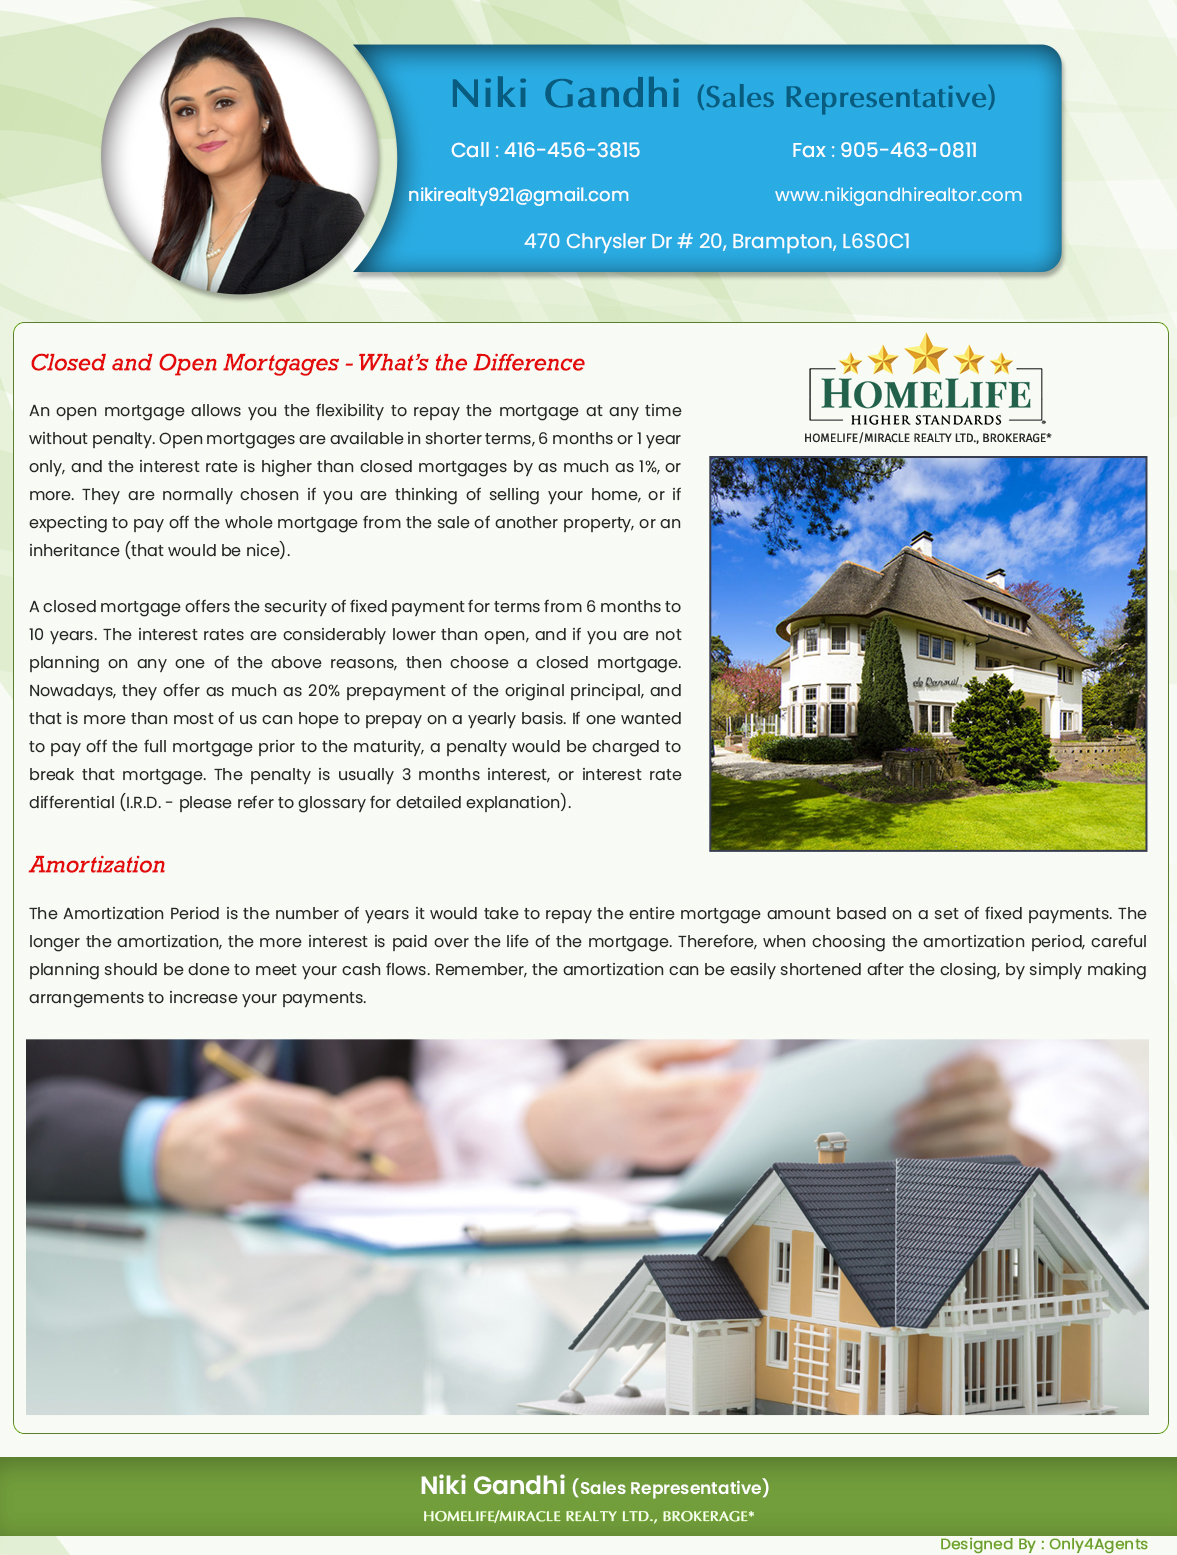 Niki Gandhi (Sales Representative)
Call : 416-456-3815
Fax : 905-463-0811
nikirealty921@gmail.com
www.nikigandhirealtor.com
470 Chrysler Dr # 20, Brampton, L6S0C1
Closed and Open Mortgages - What's the Difference
An open mortgage allows you the flexibility to repay the mortgage at any time
without penalty. Open mortgages are available in shorter terms, 6 months or 1 year
only, and the interest rate is higher than closed mortgages by as much as 1%, or
more. They are normally chosen if you are thinking of selling your home, or if
expecting to pay off the whole mortgage from the sale of another property, or an
inheritance (that would be nice).
A closed mortgage offers the security of fixed payment for terms from 6 months to
10 years. The interest rates are considerably lower than open, and if you are not
planning on any one of the above reasons, then choose a closed mortgage.
Nowadays, they offer as much as 20% prepayment of the original principal, and
that is more than most of us can hope to prepay on a yearly basis. If one wanted
to pay off the full mortgage prior to the maturity, a penalty would be charged to
break that mortgage. The penalty is usually 3 months interest, or interest rate
differential (I.R.D. - please refer to glossary for detailed explanation).
HOMELIFE
HIGHER STANDARDS
HOMELIFE/MIRACLE REALTY LTD., BROKERAGE*
Amortization
The Amortization Period is the number of years it would take to repay the entire mortgage amount based on a set of fixed payments. The
longer the amortization, the more interest is paid over the life of the mortgage. Therefore, when choosing the amortization period, careful
planning should be done to meet your cash flows. Remember, the amortization can be easily shortened after the closing, by simply making
arrangements to increase your payments.
Niki Gandhi (Sales Representative)
HOMELIFE/MIRACLE REALTY LTD., BROKERAGE*
Designed By : Only4Agents